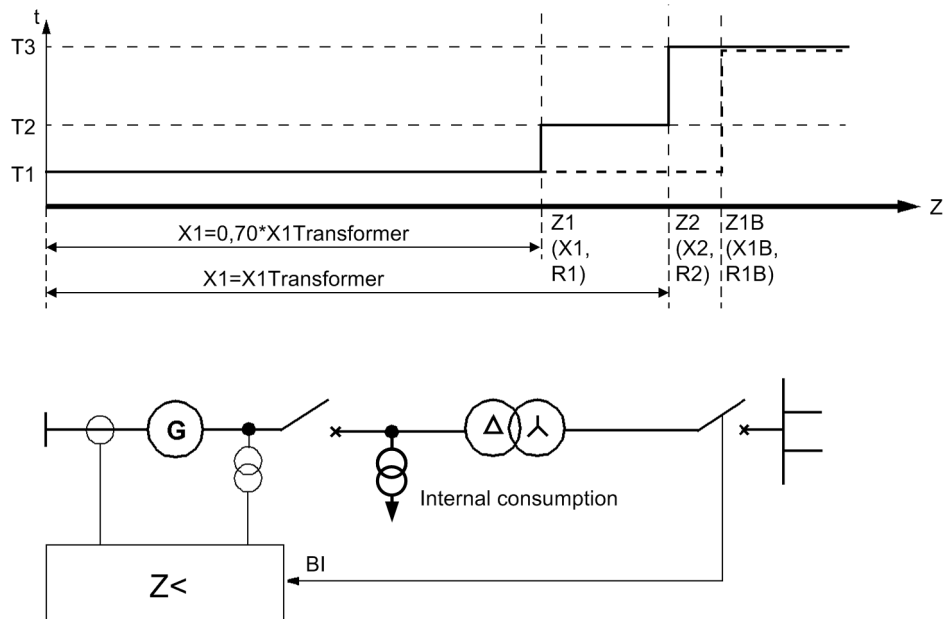 t
T3
T2
T1
Z
X1=0,70*X1Transformer
X1=X1Transformer
Z1
(X1,
R1)
Z2
(X2,
R2)
Z1B
(X1B,
R1B)
G
Δ
Internal consumption
BI
Z<